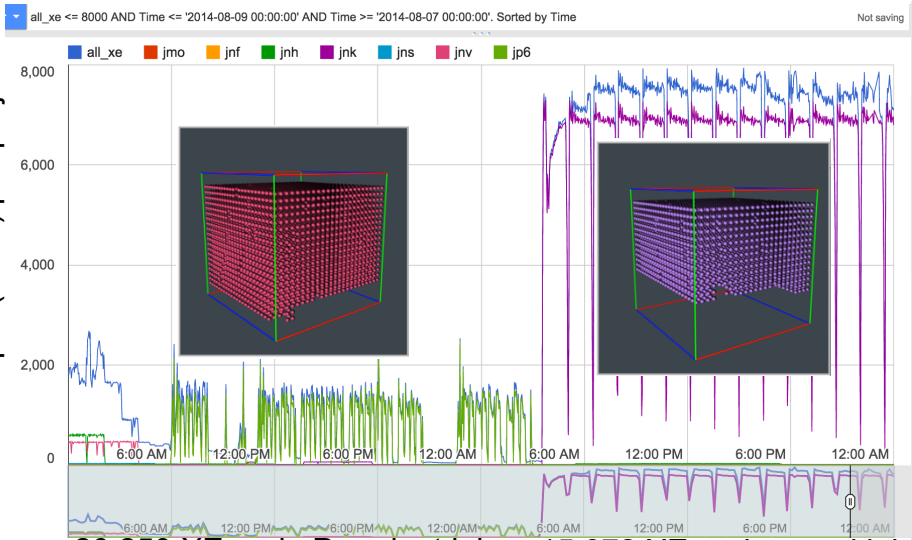 all_xe <= 8000 AND Time <= '2014-08-09 00:00:00' AND Time >= '2014-08-07 00:00:00'. Sorted by Time
Not saving
all_xe jmo jnf jnh jnk jns jnv jp6
8,000
6,000
4,000
2,000
0
6:00 AM 12:00 PM 6:00 PM 12:00 AM 6:00 AM 12:00 PM 6:00 PM 12:00 AM
6:00 AM 12:00 PM 6:00 PM 12:00 AM 6:00 AM 12:00 PM 6:00 PM 12:00 AM